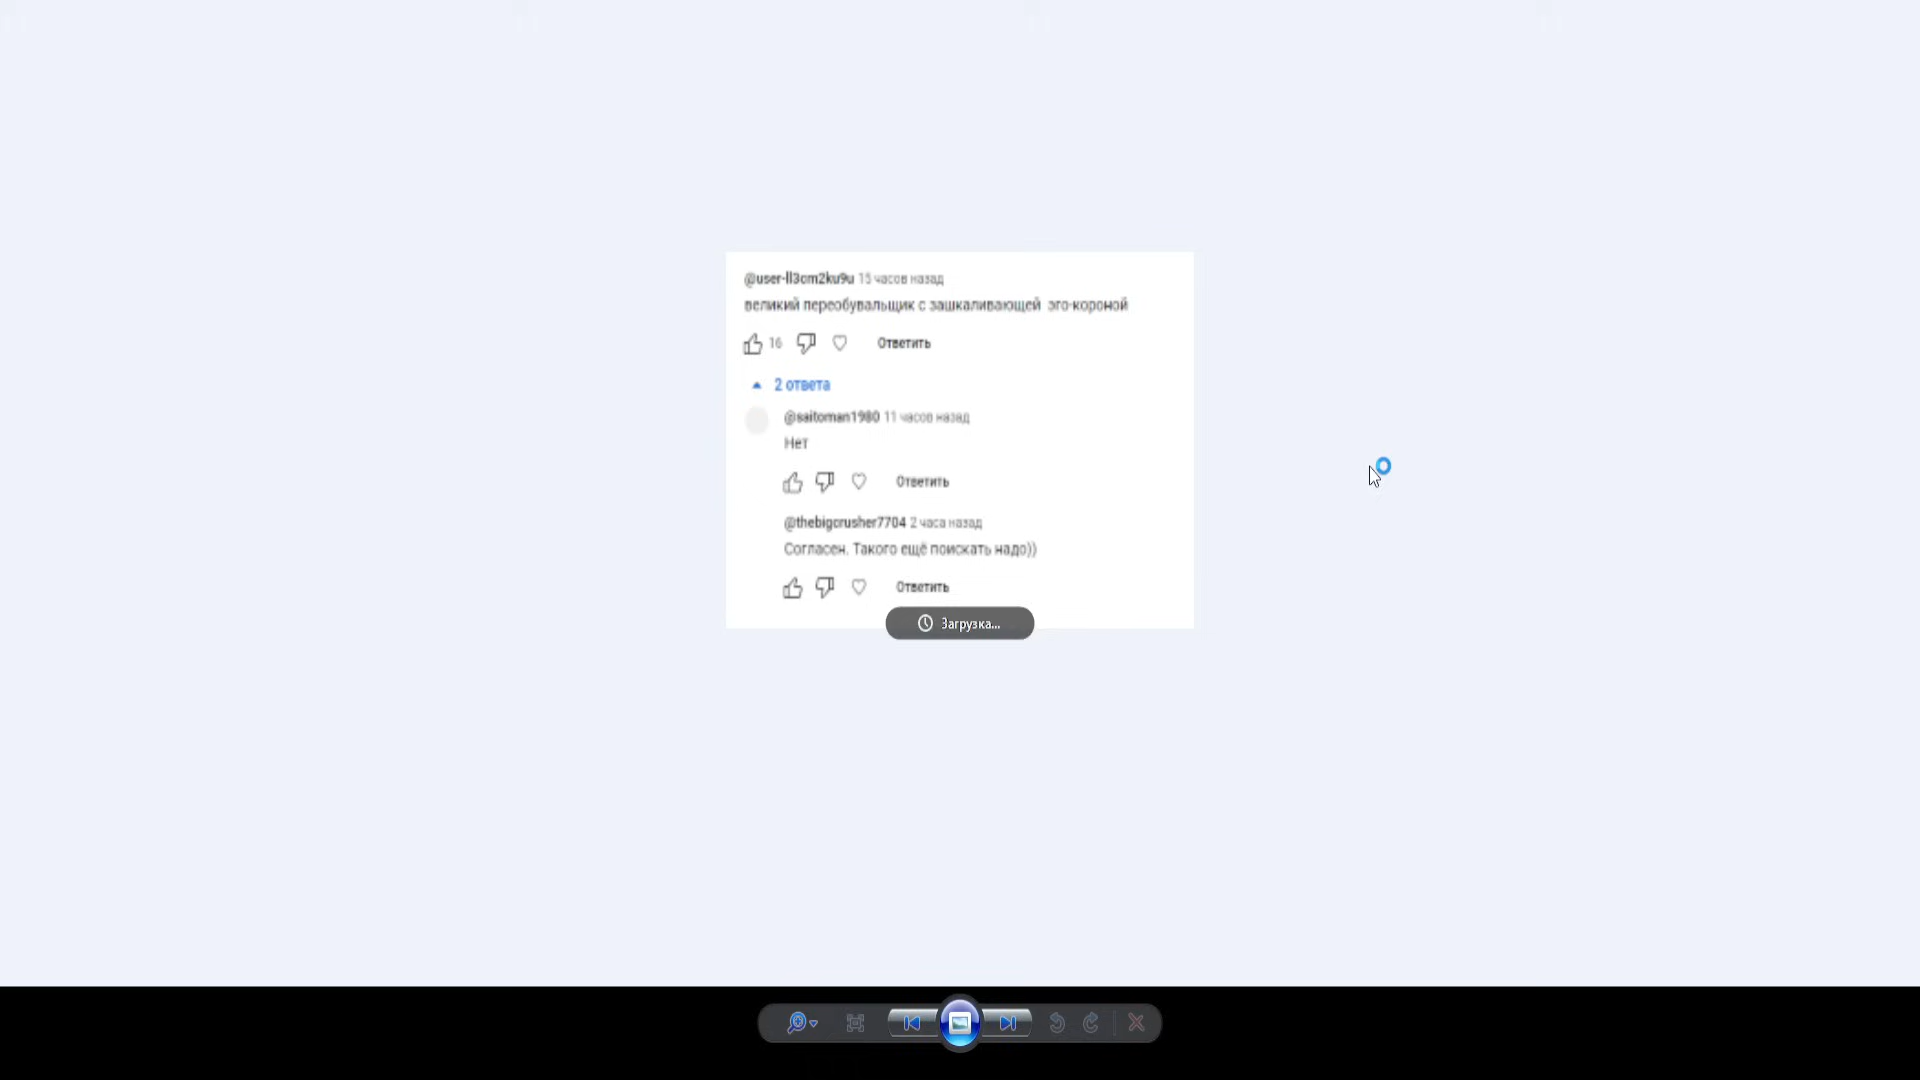 @user-ll3cm2ku9u 15 часов назад
великий переобувальщик с зашкаливающей эго-короной
16 Ответить
2 ответа
@saitoman1980 11 часов назад
Нет
Ответить
@thebigcrusher7704 2 часа назад
Согласен. Такого ещё поискать надо))
Ответить
Загрузка...